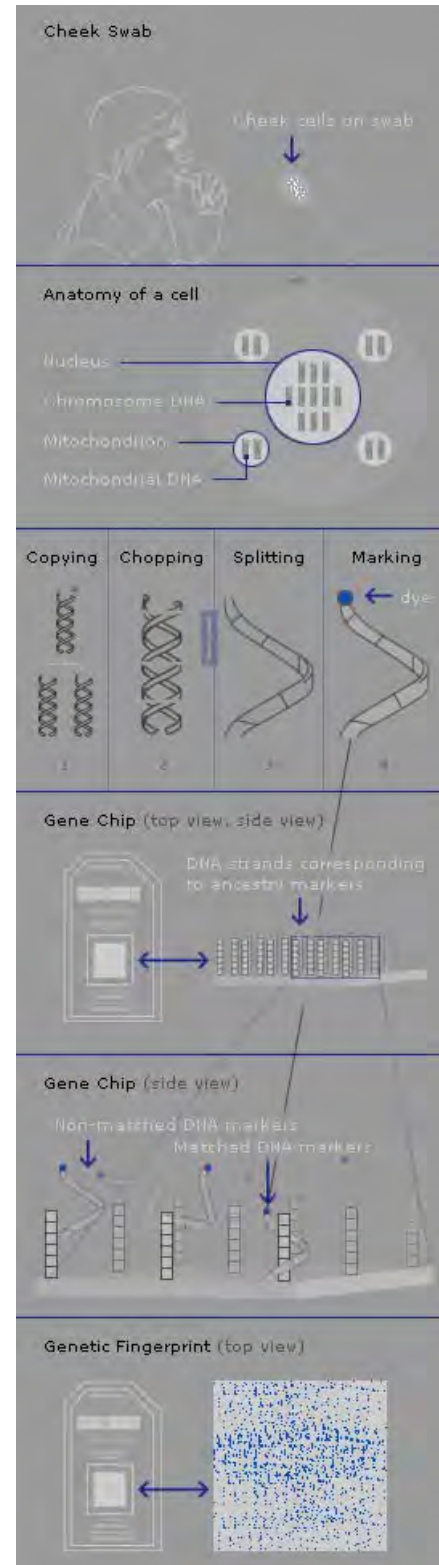 Cheek Swab
Cheek cells on swab
Anatomy of a cell
Nucleus
Chromosome DNA
Mitochondrion
Mitochondrial DNA
Copying Chopping Splitting Marking
dye
1 2 3 4
Gene Chip (top view, side view)
DNA strands corresponding
to ancestry markers
Gene Chip (side view)
Non-matched DNA markers
Matched DNA markers
Genetic Fingerprint (top view)